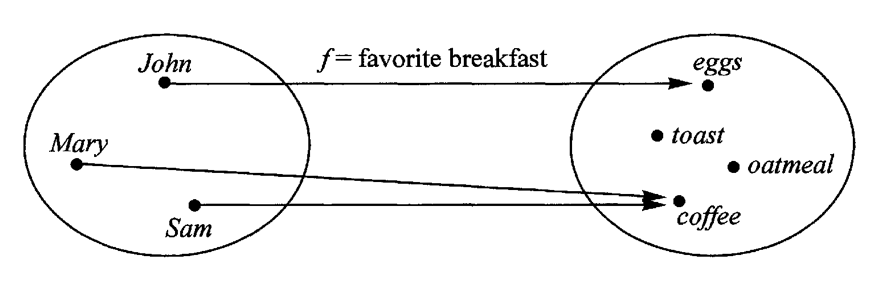 John
f = favorite breakfast
eggs
Mary
toast
oatmeal
Sam
coffee